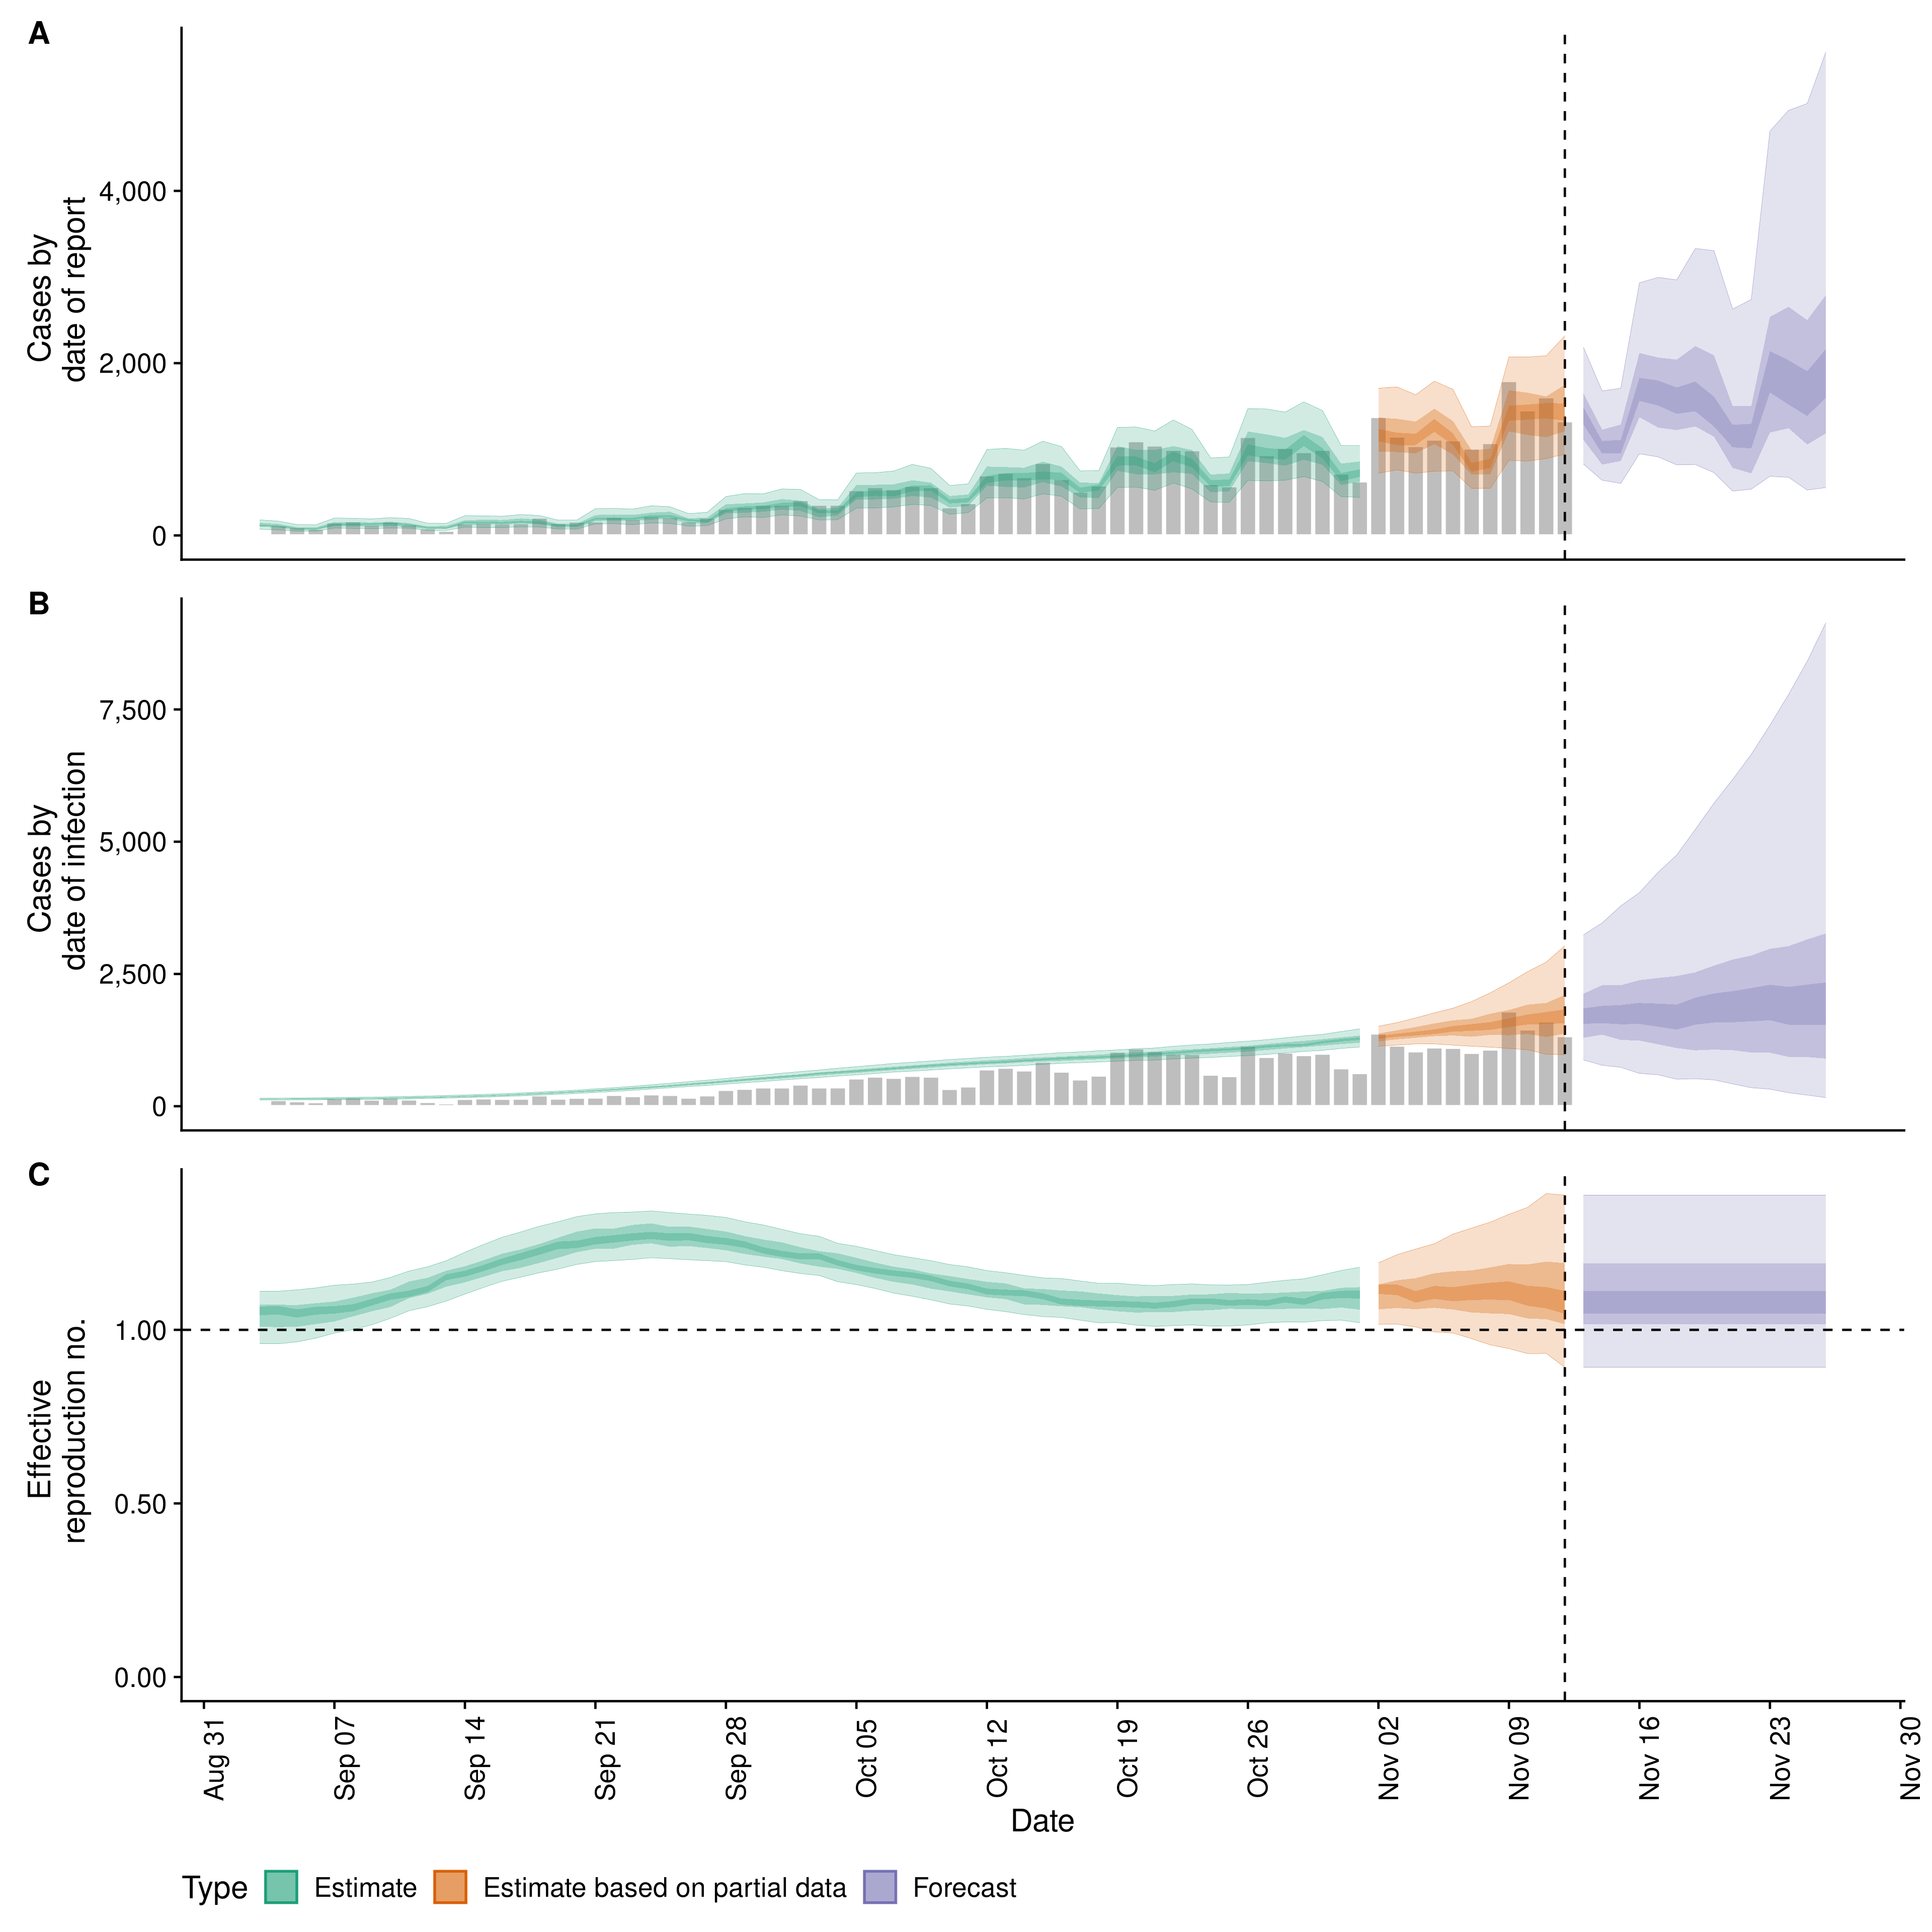 A
Cases by
date of report
4,000
2,000
0
B
Cases by
date of infection
7,500
5,000
2,500
0
C
Effective
reproduction no.
1.00
0.50
0.00
Aug 31
Sep 07
Sep 14
Sep 21
Sep 28
Oct 05
Oct 12
Oct 19
Oct 26
Nov 02
Nov 09
Nov 16
Nov 23
Nov 30
Date
Type Estimate Estimate based on partial data Forecast